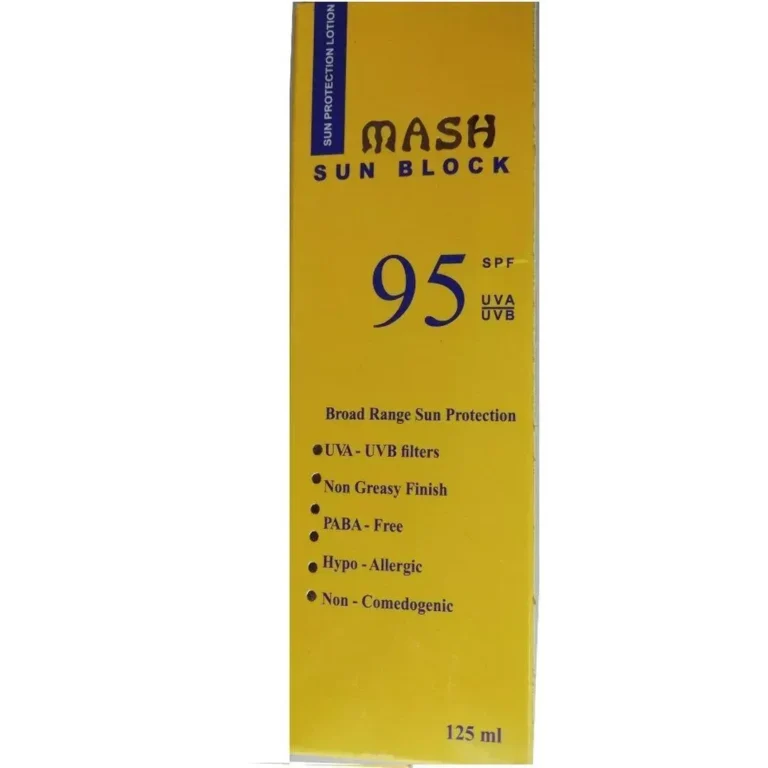 SUN PROTECTION LOTION
MASH
SUN BLOCK
95 SPF
UVA
UVB
Broad Range Sun Protection
UVA - UVB filters
Non Greasy Finish
PABA - Free
Hypo - Allergic
Non - Comedogenic
125 ml